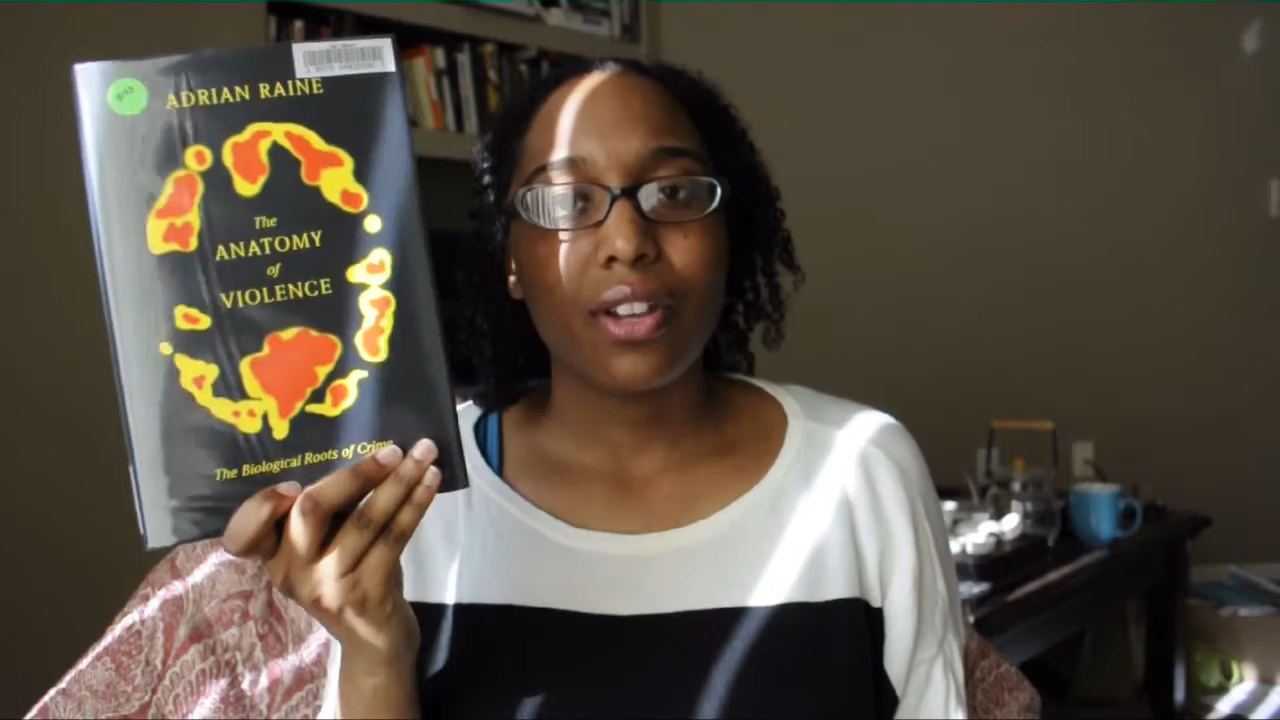 ADRIAN RAINE
The
ANATOMY
of
VIOLENCE
The Biological Roots of Crime